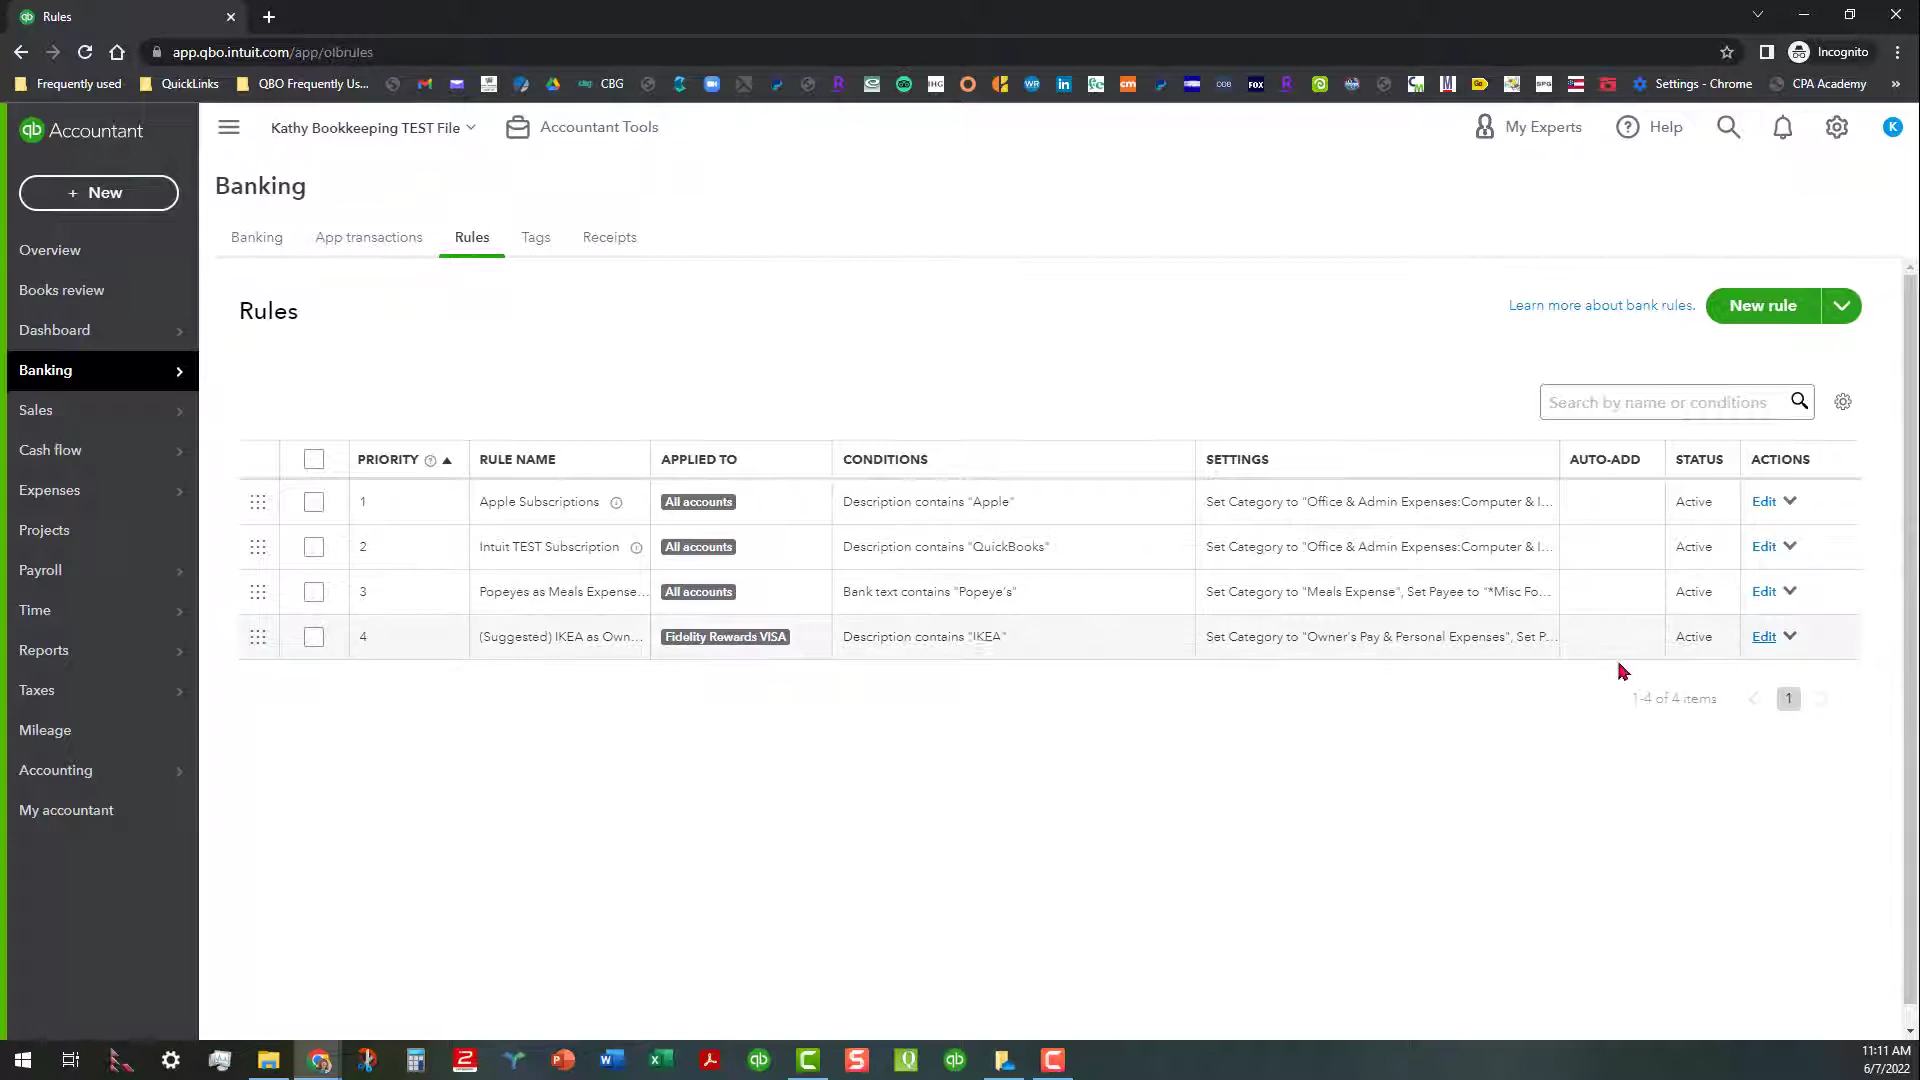 Rules
app.qbo.intuit.com/app/olbrules
Incognito
Frequently used
QuickLinks
QBO Frequently Us...
CBG
Settings - Chrome
CPA Academy
»
qb Accountant
Kathy Bookkeeping TEST File
Accountant Tools
My Experts
Help
K
+ New
Overview
Books review
Dashboard
Banking
Sales
Cash flow
Expenses
Projects
Payroll
Time
Reports
Taxes
Mileage
Accounting
My accountant
Banking
Banking App transactions Rules Tags Receipts
Rules
Learn more about bank rules. New rule
Search by name or conditions
PRIORITY RULE NAME APPLIED TO CONDITIONS SETTINGS AUTO-ADD STATUS ACTIONS
1 Apple Subscriptions All accounts Description contains "Apple" Set Category to "Office & Admin Expenses:Computer & I... Active Edit
2 Intuit TEST Subscription All accounts Description contains "QuickBooks" Set Category to "Office & Admin Expenses:Computer & I... Active Edit
3 Popeyes as Meals Expense... All accounts Bank text contains "Popeye's" Set Category to "Meals Expense", Set Payee to "*Misc Fo... Active Edit
4 (Suggested) IKEA as Own... Fidelity Rewards VISA Description contains "IKEA" Set Category to "Owner's Pay & Personal Expenses", Set P... Active Edit
1-4 of 4 items 1
11:11 AM
6/7/2022